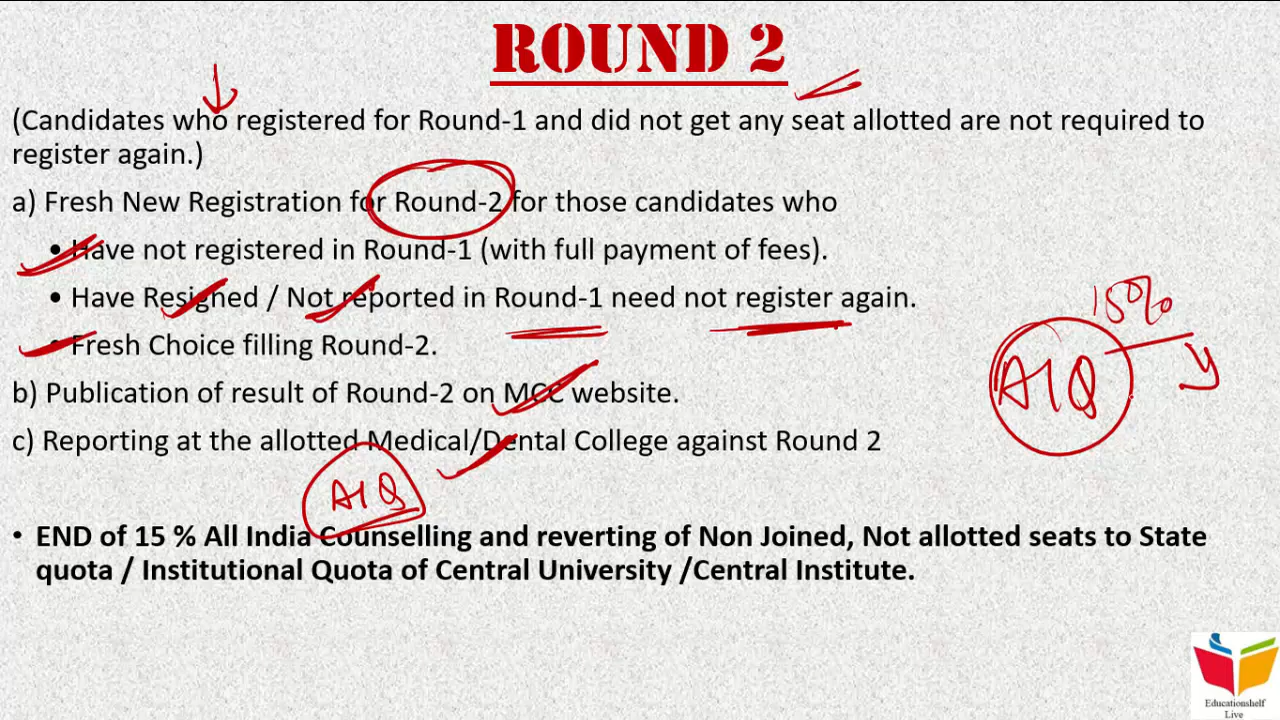 ROUND 2
(Candidates who registered for Round-1 and did not get any seat allotted are not required to
register again.)
a) Fresh New Registration for Round-2 for those candidates who
• Have not registered in Round-1 (with full payment of fees).
• Have Resigned / Not reported in Round-1 need not register again.
• Fresh Choice filling Round-2.
b) Publication of result of Round-2 on MCC website.
c) Reporting at the allotted Medical/Dental College against Round 2
15%
AIQ
AIQ
• END of 15 % All India Counselling and reverting of Non Joined, Not allotted seats to State
quota / Institutional Quota of Central University /Central Institute.
Educationshelf
Live